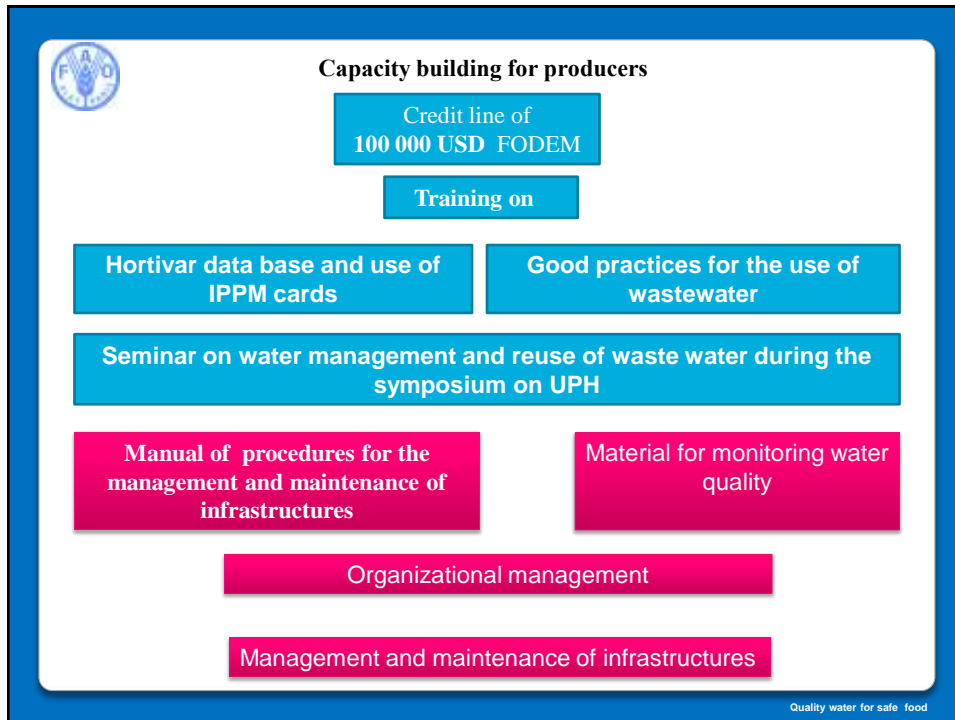 F A O
Capacity building for producers
Credit line of
100 000 USD FODEM
Training on
Hortivar data base and use of
IPPM cards
Good practices for the use of
wastewater
Seminar on water management and reuse of waste water during the
symposium on UPH
Manual of procedures for the
management and maintenance of
infrastructures
Material for monitoring water
quality
Organizational management
Management and maintenance of infrastructures
Quality water for safe food